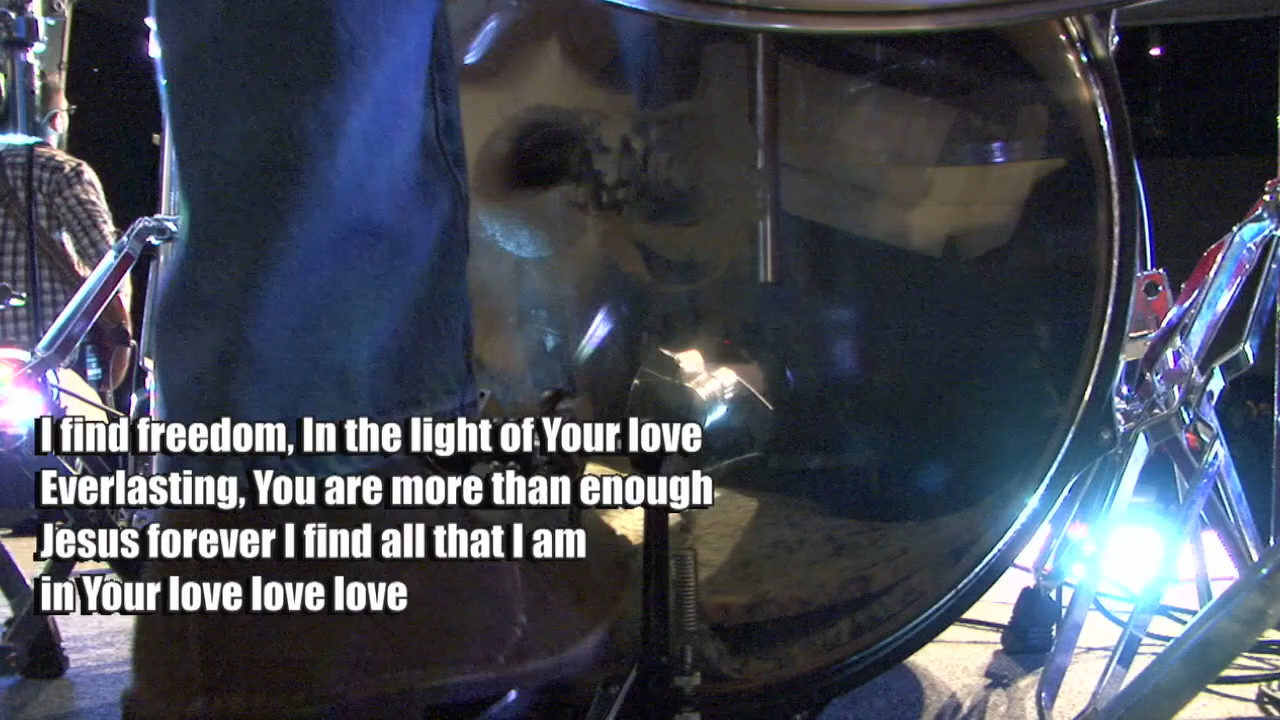 I find freedom, In the light of Your love
Everlasting, You are more than enough
Jesus forever I find all that I am
in Your love love love